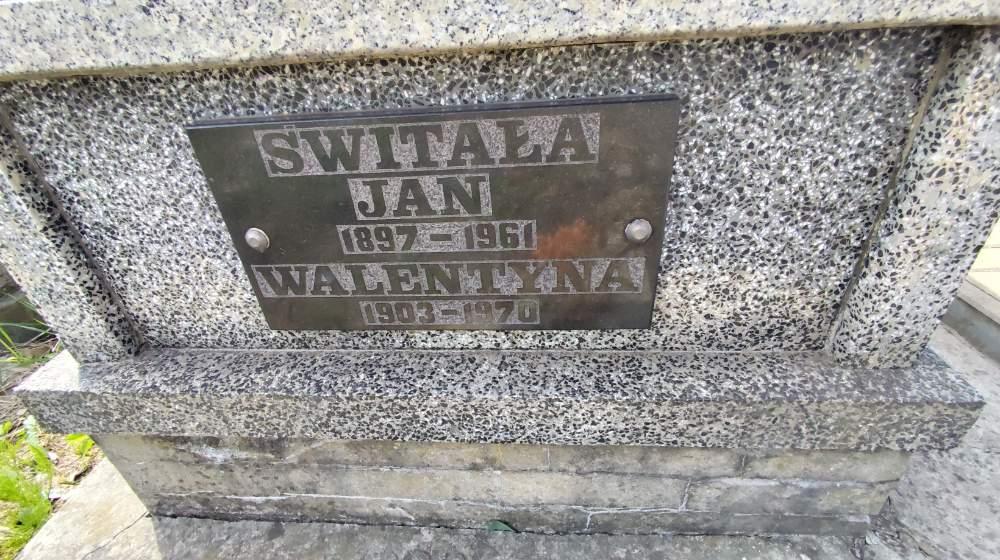 SWITAŁA
JAN
1897-1961
WALENTYNA
1903-1970